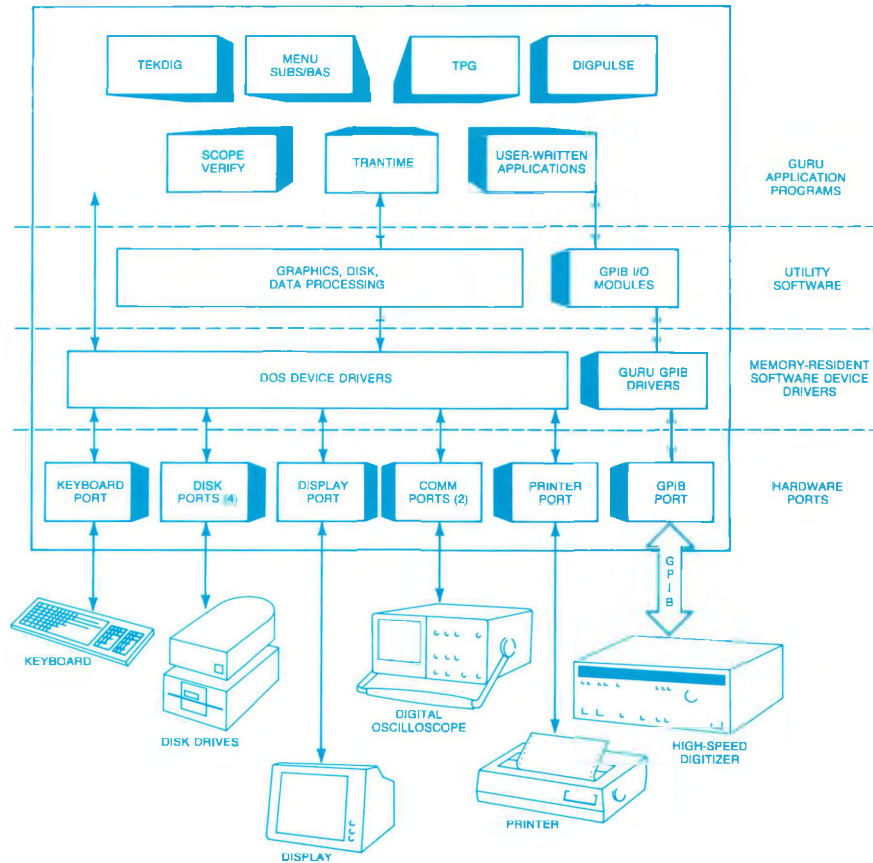 TEKDIG
MENU
SUBS/BAS
TPG
DIGPULSE
SCOPE
VERIFY
TRANTIME
USER-WRITTEN
APPLICATIONS
GURU
APPLICATION
PROGRAMS
GRAPHICS, DISK,
DATA PROCESSING
GPIB I/O
MODULES
UTILITY
SOFTWARE
DOS DEVICE DRIVERS
GURU GPIB
DRIVERS
MEMORY-RESIDENT
SOFTWARE DEVICE
DRIVERS
KEYBOARD
PORT
DISK
PORTS (4)
DISPLAY
PORT
COMM
PORTS (2)
PRINTER
PORT
GPIB
PORT
HARDWARE
PORTS
GPIB
KEYBOARD
DISK DRIVES
DISPLAY
DIGITAL
OSCILLOSCOPE
PRINTER
HIGH-SPEED
DIGITIZER